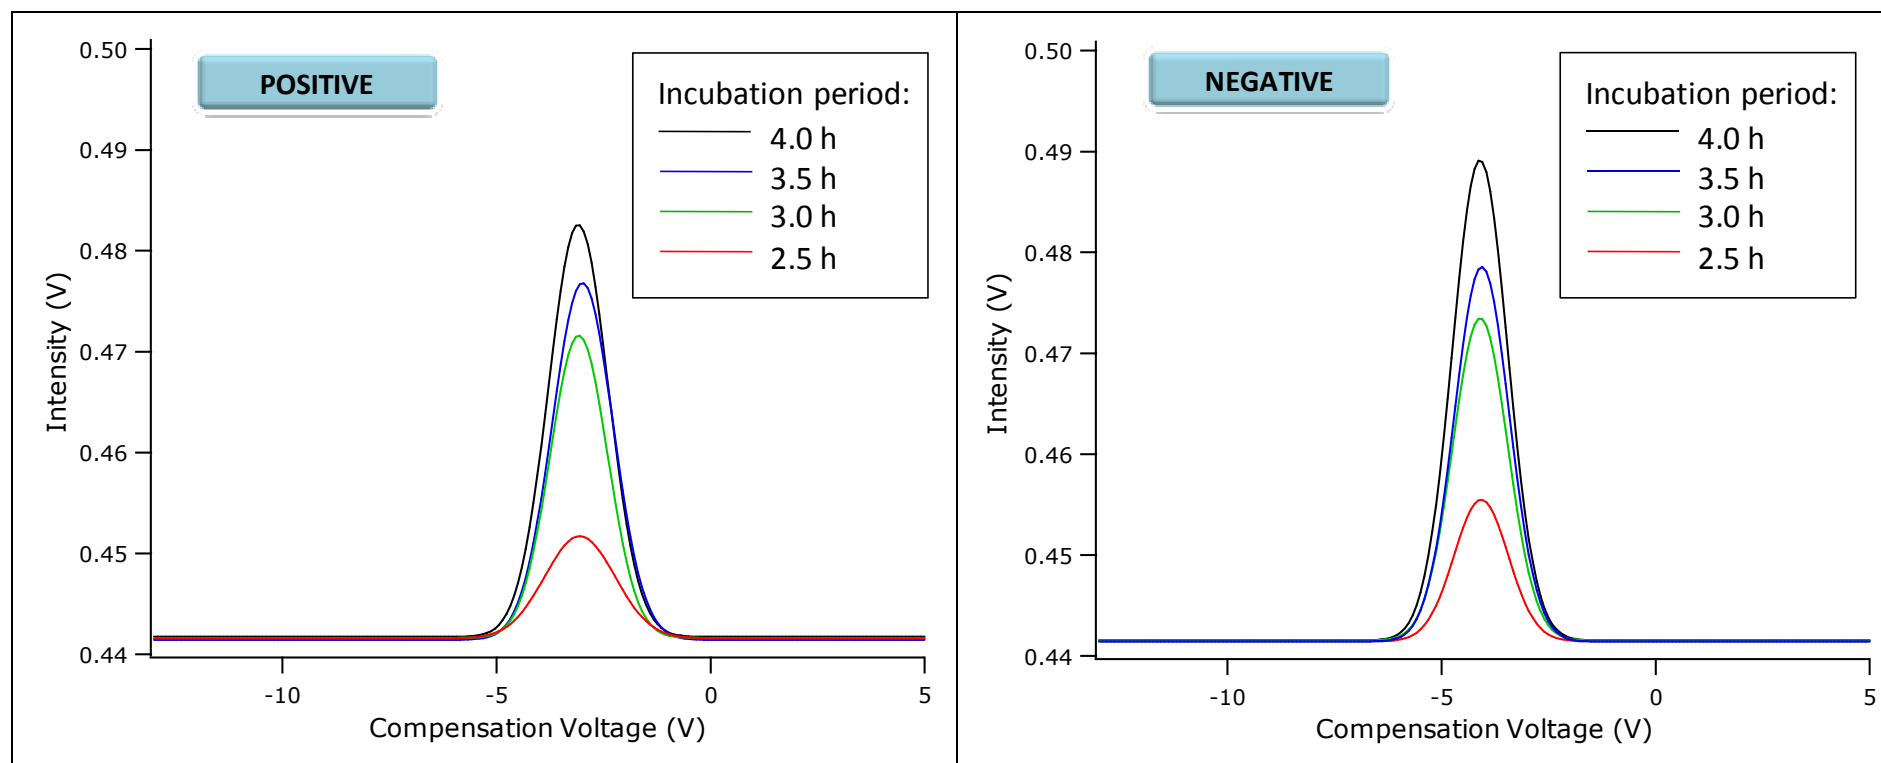 POSITIVE
Incubation period:
4.0 h
3.5 h
3.0 h
2.5 h
0.50
0.49
0.48
0.47
0.46
0.45
0.44
Intensity (V)
-10
-5
0
5
Compensation Voltage (V)
NEGATIVE
Incubation period:
4.0 h
3.5 h
3.0 h
2.5 h
0.50
0.49
0.48
0.47
0.46
0.45
0.44
Intensity (V)
-10
-5
0
5
Compensation Voltage (V)